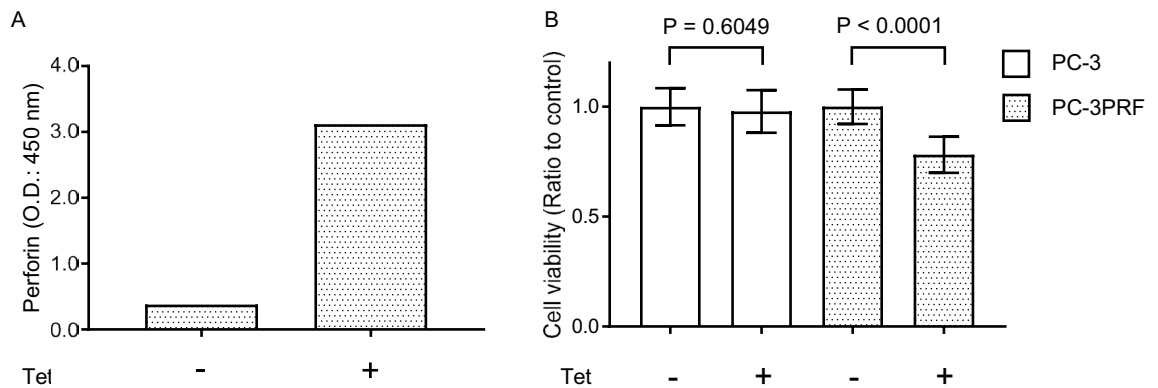 A
Perforin (O.D.: 450 nm)
4.0
3.0
2.0
1.0
0.0
Tet - +
B
P = 0.6049 P < 0.0001
Cell viability (Ratio to control)
1.0
0.5
0.0
Tet - + - +
PC-3
PC-3PRF